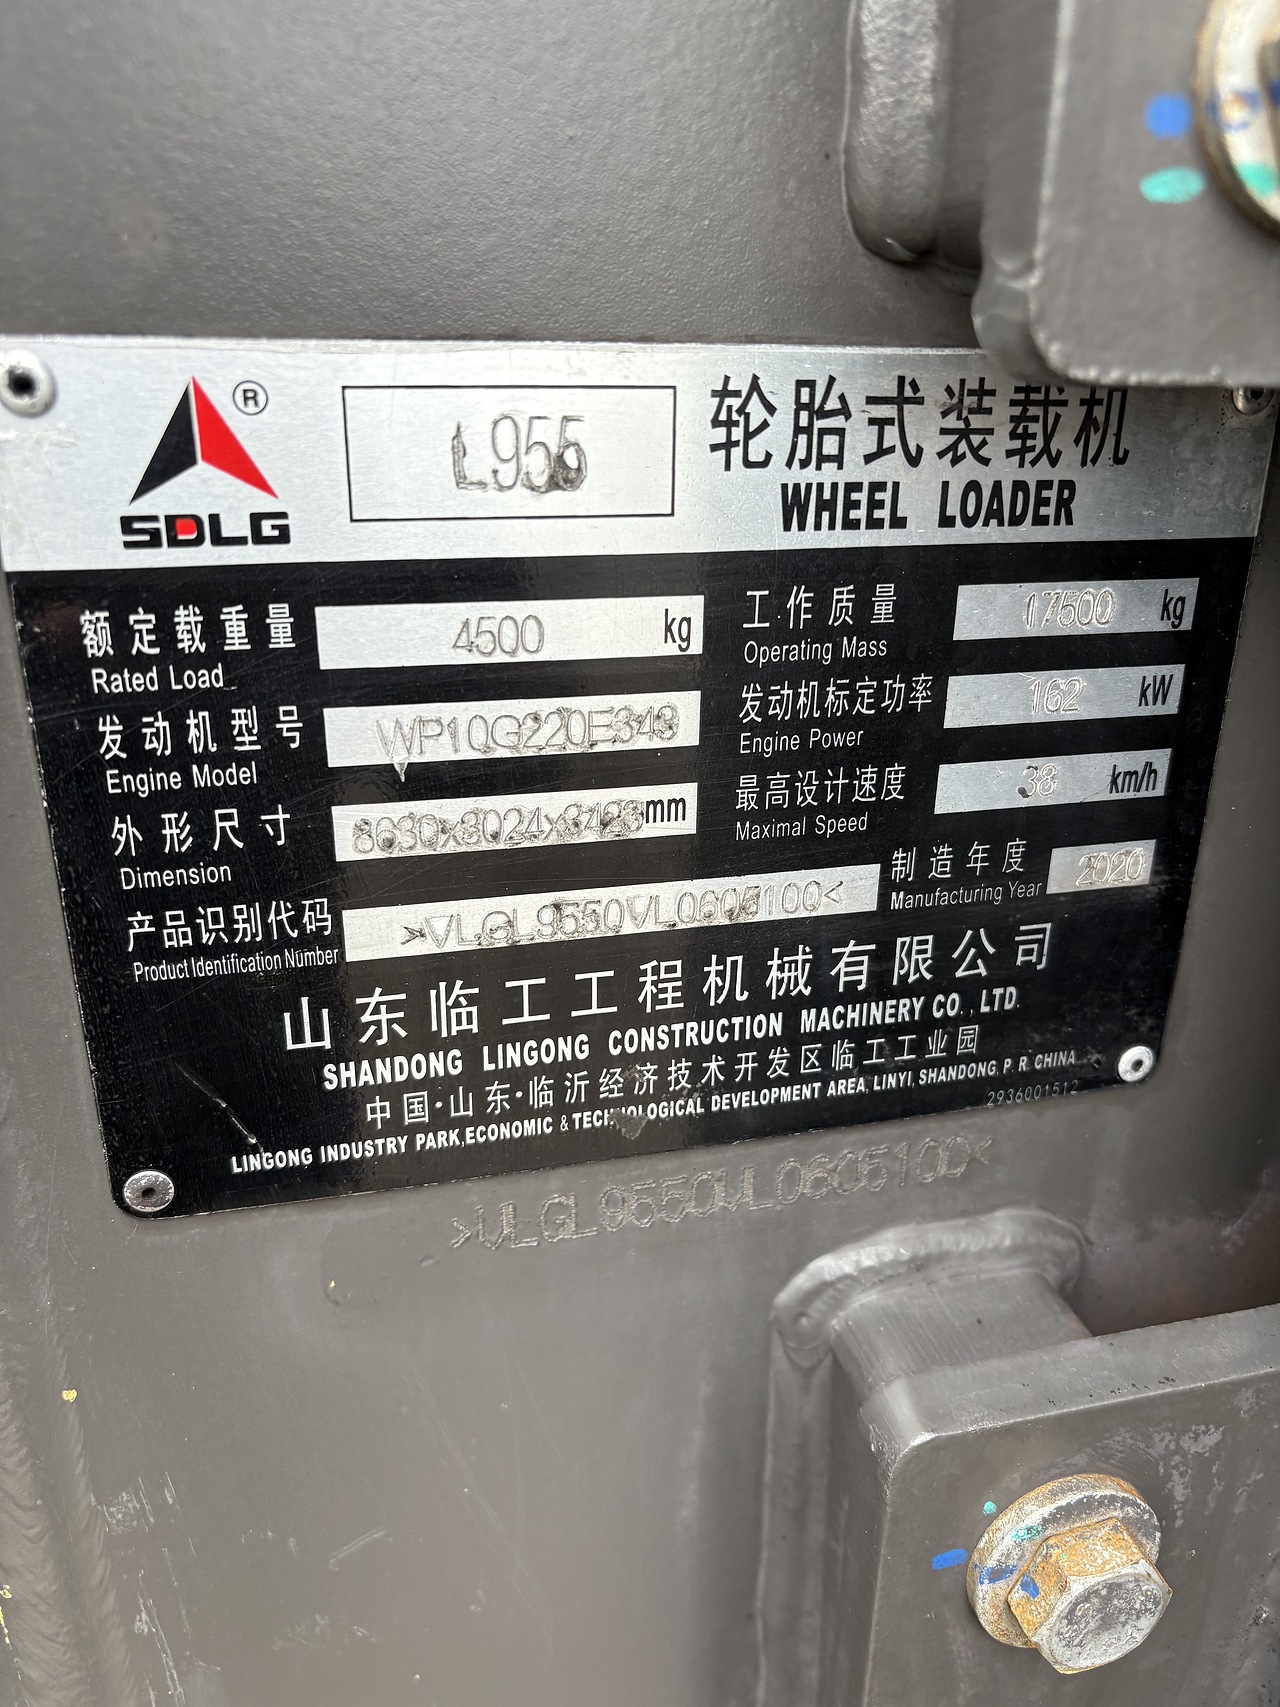 ® L955 轮胎式装载机
SDLG WHEEL LOADER
额定载重量 4500 kg 工作质量 17500 kg
Rated Load Operating Mass
发动机型号 WP10G220E343 发动机标定功率 162 kW
Engine Model Engine Power
外形尺寸 8630x3024x3423mm 最高设计速度 38 km/h
Dimension Maximal Speed
产品识别代码 >VLGL9550VL0605100< 制造年度 2020
Product Identification Number Manufacturing Year
山东临工工程机械有限公司
SHANDONG LINGONG CONSTRUCTION MACHINERY CO., LTD.
中国·山东·临沂经济技术开发区临工工业园
LINGONG INDUSTRY PARK,ECONOMIC & TECHNOLOGICAL DEVELOPMENT AREA, LINYI, SHANDONG, P. R. CHINA
2936001512
>VLGL9550VL0605100<